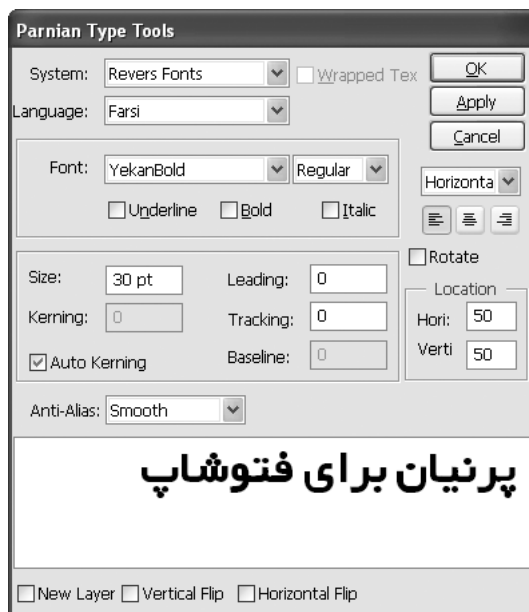 Parnian Type Tools
System: Revers Fonts Wrapped Tex OK
Language: Farsi Apply
Cancel
Font: YekanBold Regular Horizonta
Underline Bold Italic
Rotate
Size: 30 pt Leading: 0 Location
Kerning: 0 Tracking: 0 Hori: 50
Auto Kerning Baseline: 0 Verti 50
Anti-Alias: Smooth
پرنیان برای فتوشاپ
New Layer Vertical Flip Horizontal Flip